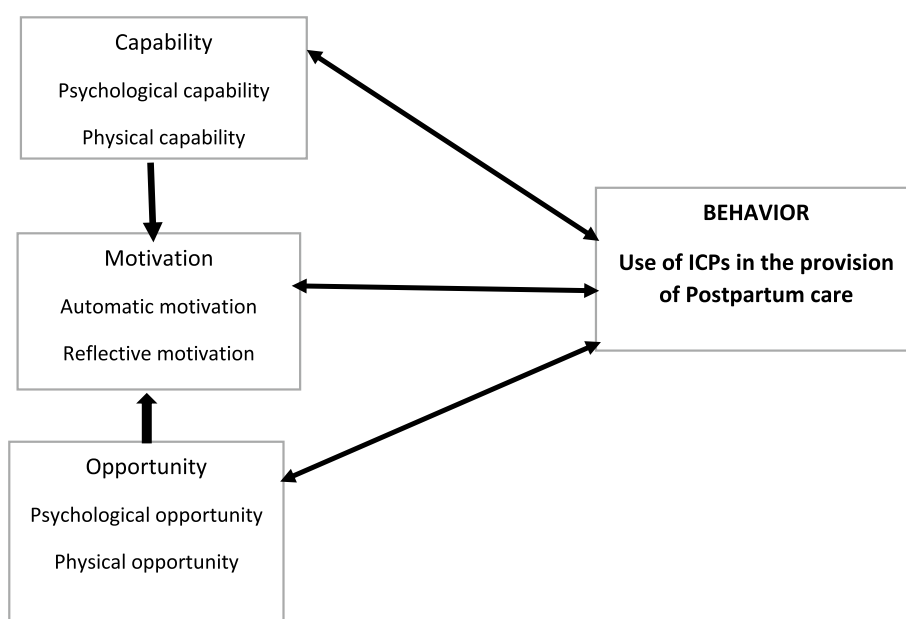 Capability
Psychological capability
Physical capability
Motivation
Automatic motivation
Reflective motivation
Opportunity
Psychological opportunity
Physical opportunity
BEHAVIOR
Use of ICPs in the provision
of Postpartum care